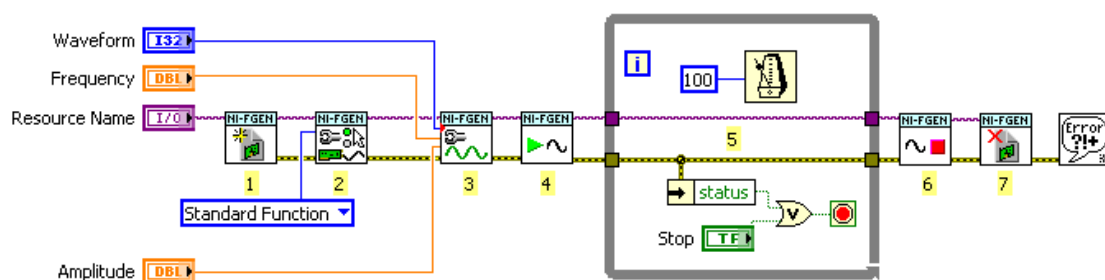 Waveform
I32
Frequency
DBL
Resource Name
I/O
NI-FGEN
NI-FGEN
NI-FGEN
NI-FGEN
1
2
3
4
Standard Function
Amplitude
DBL
i
100
5
status
V
Stop
TF
NI-FGEN
NI-FGEN
6
7
Error
?!+